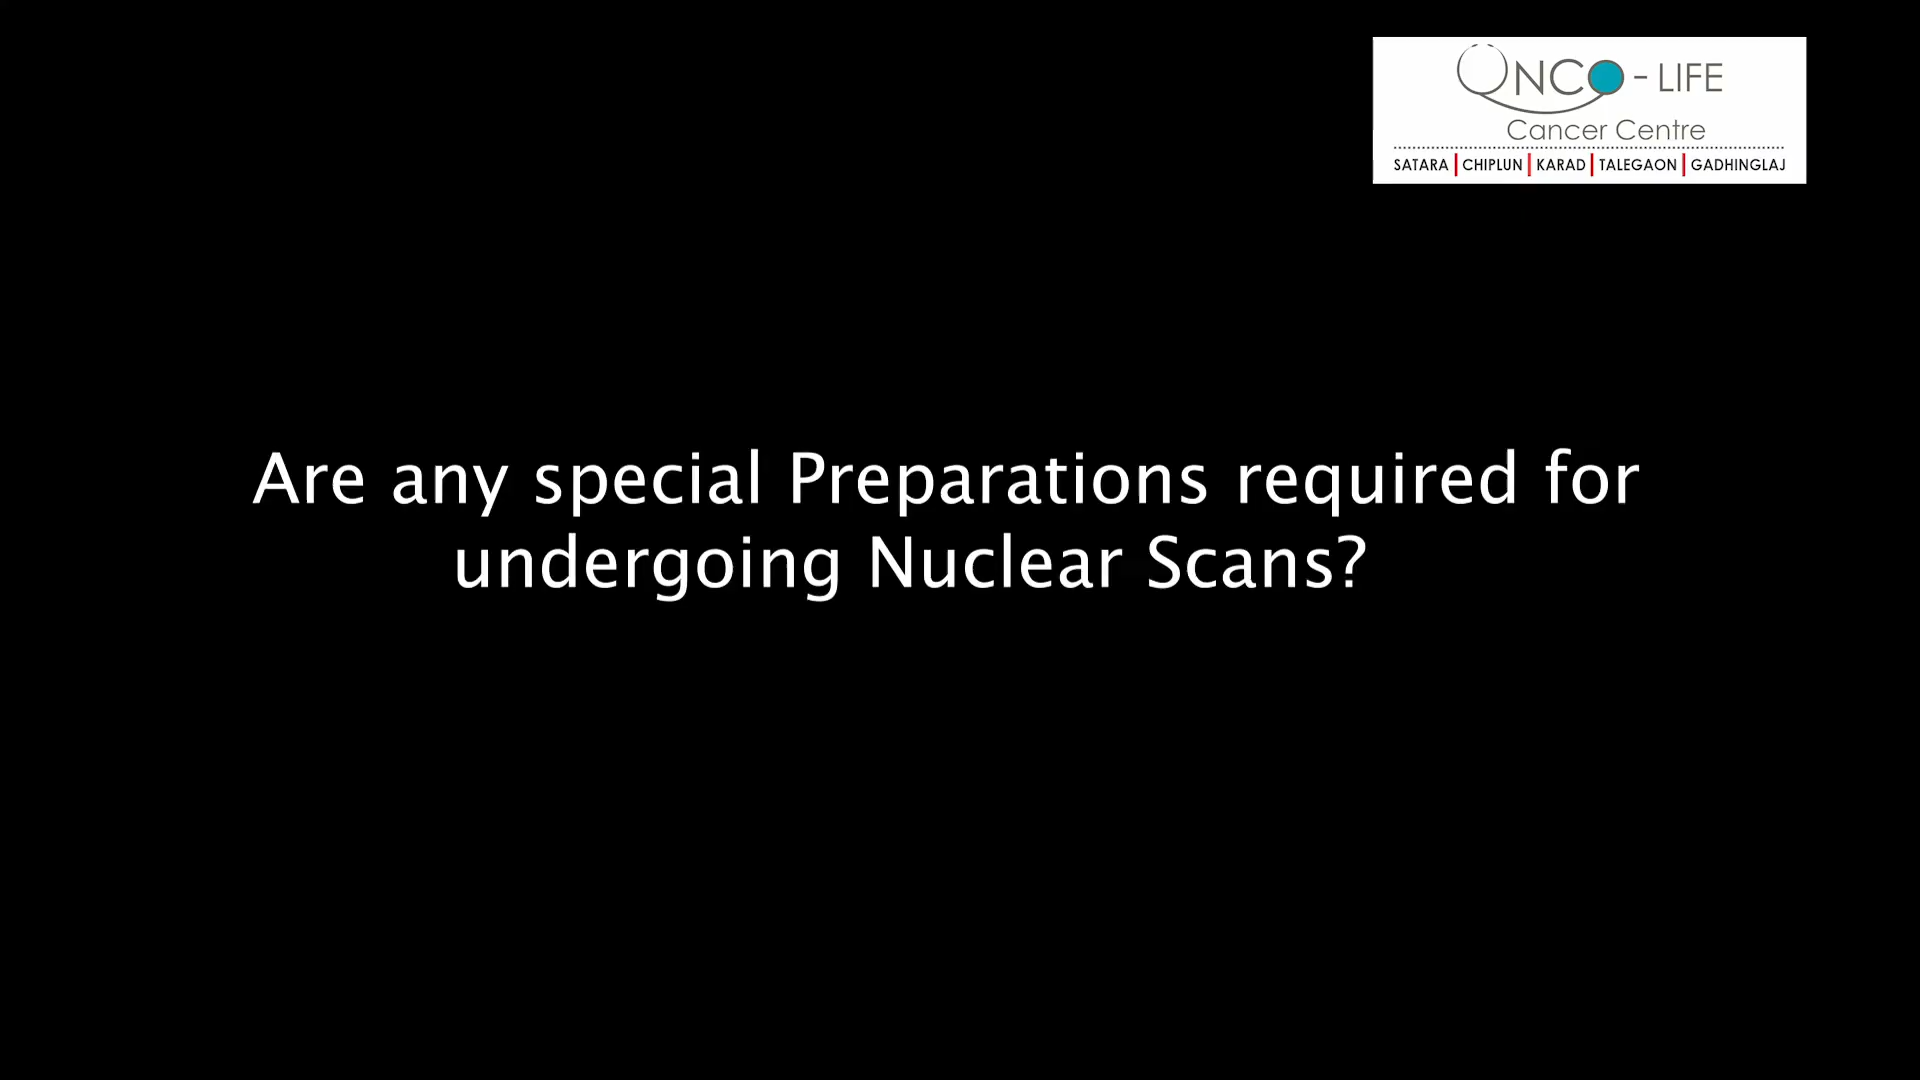 ONCO - LIFE
Cancer Centre
SATARA | CHIPLUN | KARAD | TALEGAON | GADHINGLAJ
Are any special Preparations required for
undergoing Nuclear Scans?